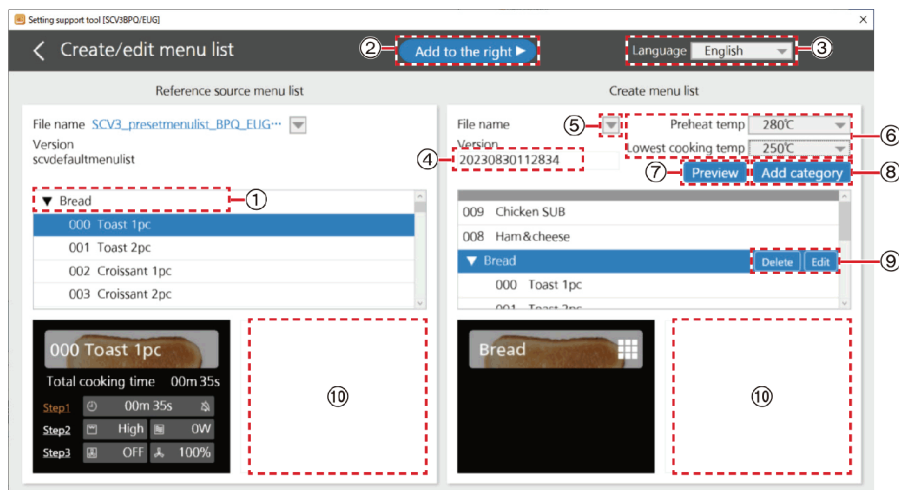 Setting support tool [SCV3BPQ/EUG] ×
Create/edit menu list ② Add to the right ▶ Language English ③
Reference source menu list
File name SCV3_presetmenulist_BPQ_EUG…
Version
scvdefaultmenulist
▼ Bread ①
000 Toast 1pc
001 Toast 2pc
002 Croissant 1pc
003 Croissant 2pc
000 Toast 1pc
Total cooking time 00m 35s
Step1 00m 35s
Step2 High 0W
Step3 OFF 100%
⑩
Create menu list
File name ⑤ Preheat temp 280℃ ⑥
Version Lowest cooking temp 250℃
④ 20230830112834
⑦ Preview Add category ⑧
009 Chicken SUB
008 Ham&cheese
▼ Bread Delete Edit ⑨
000 Toast 1pc
001 Toast 2pc
Bread
⑩